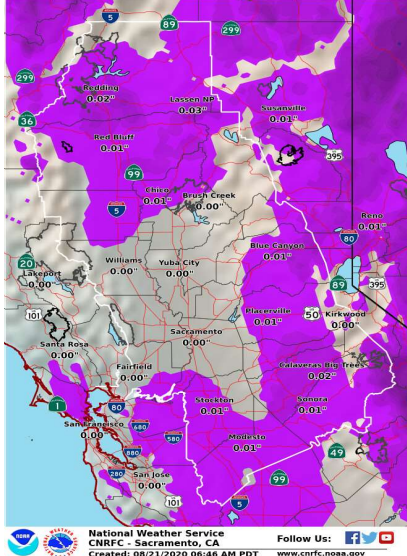 5
89
299
299
Redding
0.02"
Lassen NP
0.03"
Susanville
0.01"
36
Red Bluff
0.01"
395
99
Chico
0.01"
Brush Creek
0.00"
5
Reno
0.01"
80
Blue Canyon
0.01"
20
Lakeport
0.00"
Williams
0.00"
Yuba City
0.00"
89
395
101
Placerville
0.01"
50
Kirkwood
0.00"
Santa Rosa
0.00"
Sacramento
0.00"
Fairfield
0.00"
Calaveras Big Trees
0.02"
1
80
Stockton
0.01"
Sonora
0.01"
San Francisco
0.00"
680
580
Modesto
0.01"
49
880
280
San Jose
0.00"
99
101
5
NOAA
National Weather Service
CNRFC - Sacramento, CA
Created: 08/21/2020 06:46 AM PDT
Follow Us:
www.cnrfc.noaa.gov